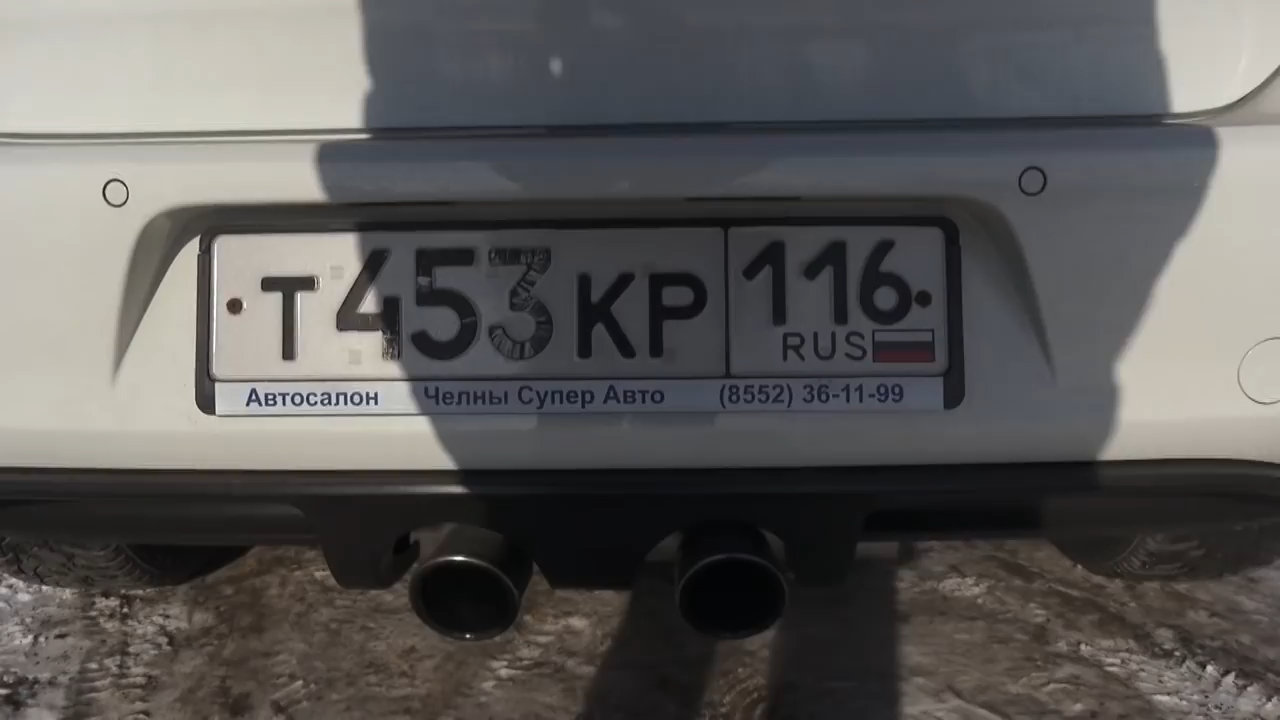 Т453КР 116
RUS
Автосалон Челны Супер Авто (8552) 36-11-99